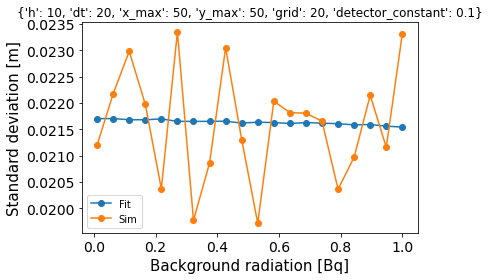 {'h': 10, 'dt': 20, 'x_max': 50, 'y_max': 50, 'grid': 20, 'detector_constant': 0.1}
Standard deviation [m]
0.0235
0.0230
0.0225
0.0220
0.0215
0.0210
0.0205
0.0200
Fit
Sim
0.0 0.2 0.4 0.6 0.8 1.0
Background radiation [Bq]